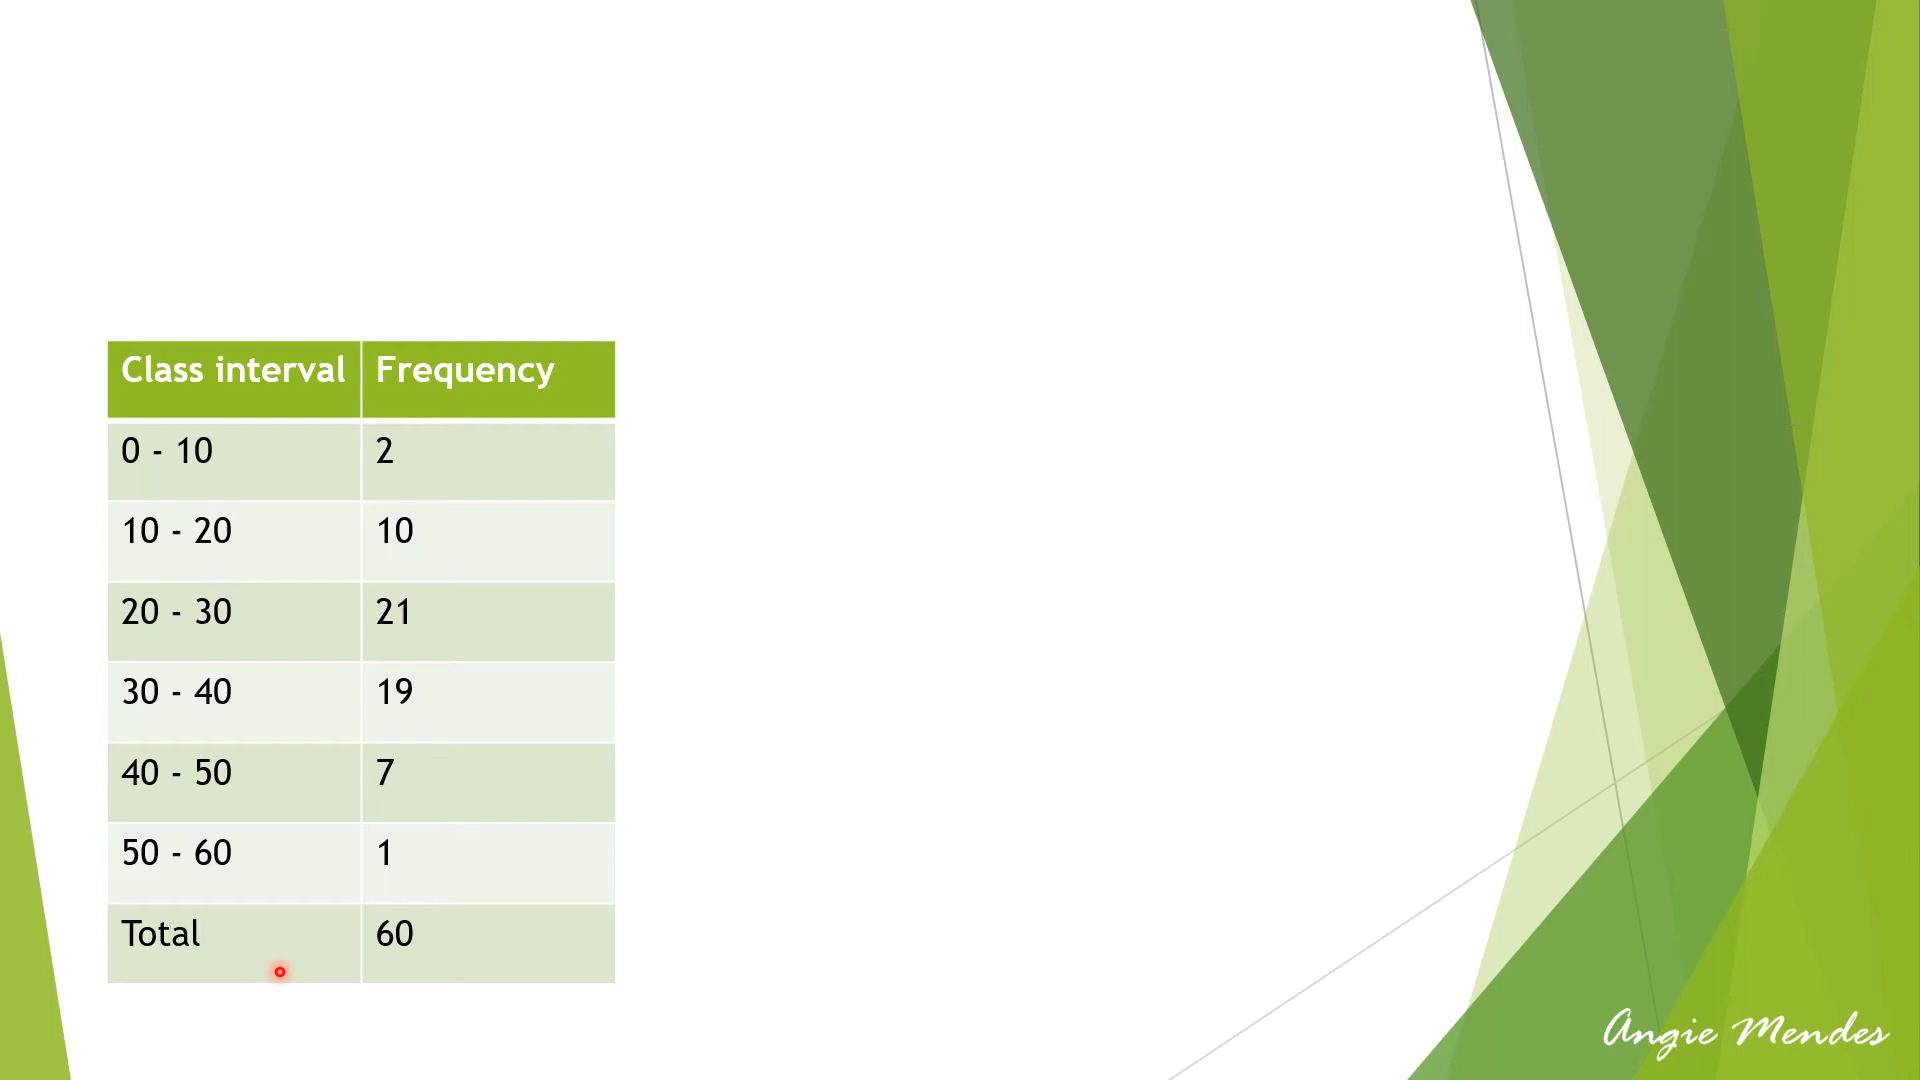 Class interval Frequency
0 - 10 2
10 - 20 10
20 - 30 21
30 - 40 19
40 - 50 7
50 - 60 1
Total 60
Angie Mendes